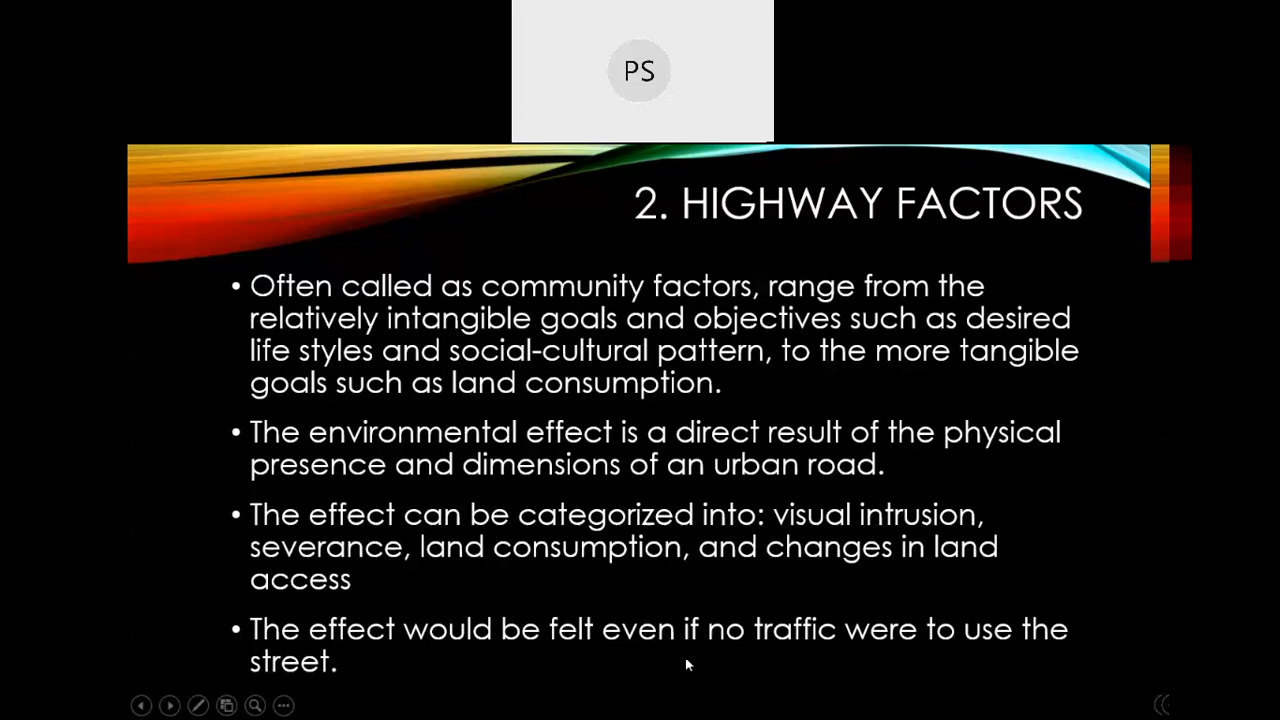 PS
2. HIGHWAY FACTORS
• Often called as community factors, range from the
relatively intangible goals and objectives such as desired
life styles and social-cultural pattern, to the more tangible
goals such as land consumption.
• The environmental effect is a direct result of the physical
presence and dimensions of an urban road.
• The effect can be categorized into: visual intrusion,
severance, land consumption, and changes in land
access
• The effect would be felt even if no traffic were to use the
street.